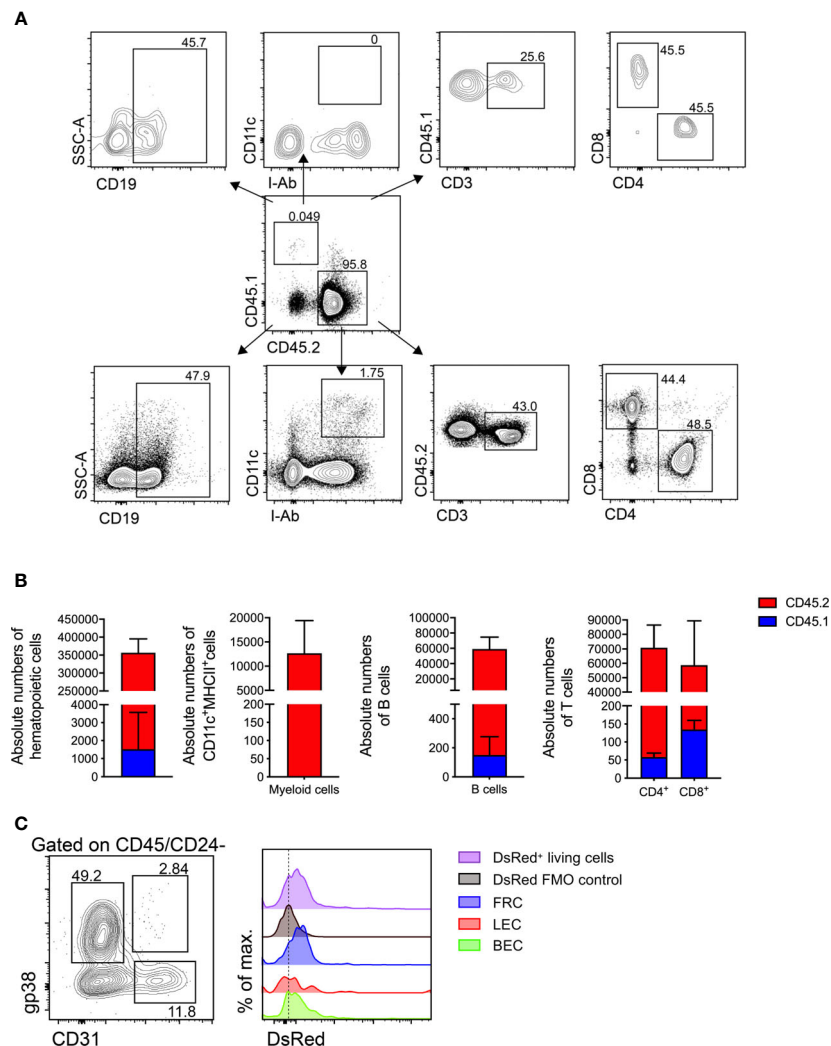 A
45.7
SSC-A
CD19
0
CD11c
I-Ab
25.6
CD45.1
CD3
45.5
45.5
CD8
CD4
0.049
95.8
CD45.1
CD45.2
47.9
SSC-A
CD19
1.75
CD11c
I-Ab
43.0
CD45.2
CD3
44.4
48.5
CD8
CD4
B
Absolute numbers of
hematopoietic cells
450000
400000
350000
300000
250000
4000
3000
2000
1000
0
Absolute numbers of
CD11c+MHCII+cells
20000
15000
10000
5000
200
150
100
50
0
Myeloid cells
Absolute numbers
of B cells
100000
80000
60000
40000
20000
400
200
0
B cells
Absolute numbers
of T cells
90000
80000
70000
60000
50000
40000
200
150
100
50
0
CD4+
CD8+
CD45.2
CD45.1
C
Gated on CD45/CD24-
49.2
2.84
11.8
gp38
CD31
% of max.
DsRed
DsRed+ living cells
DsRed FMO control
FRC
LEC
BEC